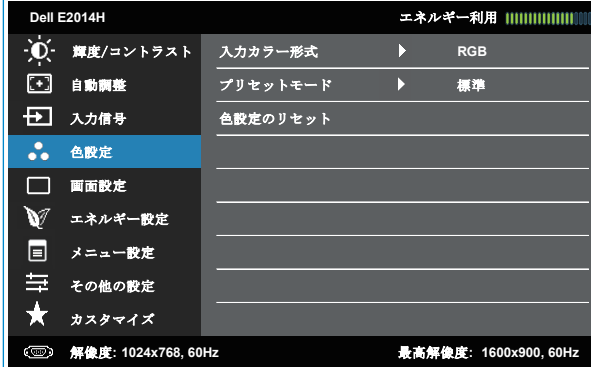 Dell E2014H エネルギー利用
輝度/コントラスト 入力カラー形式 RGB
自動調整 プリセットモード 標準
入力信号 色設定のリセット
色設定
画面設定
エネルギー設定
メニュー設定
その他の設定
カスタマイズ
解像度: 1024x768, 60Hz 最高解像度: 1600x900, 60Hz